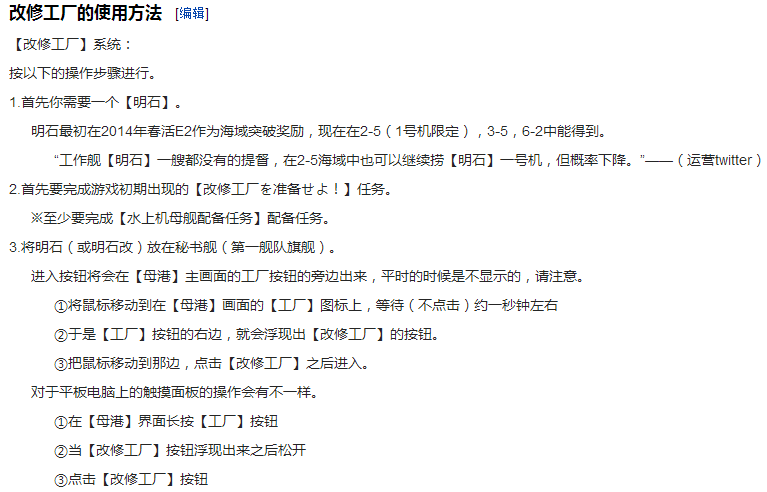 改修工厂的使用方法 [编辑]
【改修工厂】系统：
按以下的操作步骤进行。
1.首先你需要一个【明石】。
明石最初在2014年春活E2作为海域突破奖励，现在在2-5（1号机限定），3-5，6-2中能得到。
“工作舰【明石】一艘都没有的提督，在2-5海域中也可以继续捞【明石】一号机，但概率下降。”——（运营twitter）
2.首先要完成游戏初期出现的【改修工厂を准备せよ！】任务。
※至少要完成【水上机母舰配备任务】配备任务。
3.将明石（或明石改）放在秘书舰（第一舰队旗舰）。
进入按钮将会在【母港】主画面的工厂按钮的旁边出来，平时的时候是不显示的，请注意。
①将鼠标移动到在【母港】画面的【工厂】图标上，等待（不点击）约一秒钟左右
②于是【工厂】按钮的右边，就会浮现出【改修工厂】的按钮。
③把鼠标移动到那边，点击【改修工厂】之后进入。
对于平板电脑上的触摸面板的操作会有不一样。
①在【母港】界面长按【工厂】按钮
②当【改修工厂】按钮浮现出来之后松开
③点击【改修工厂】按钮